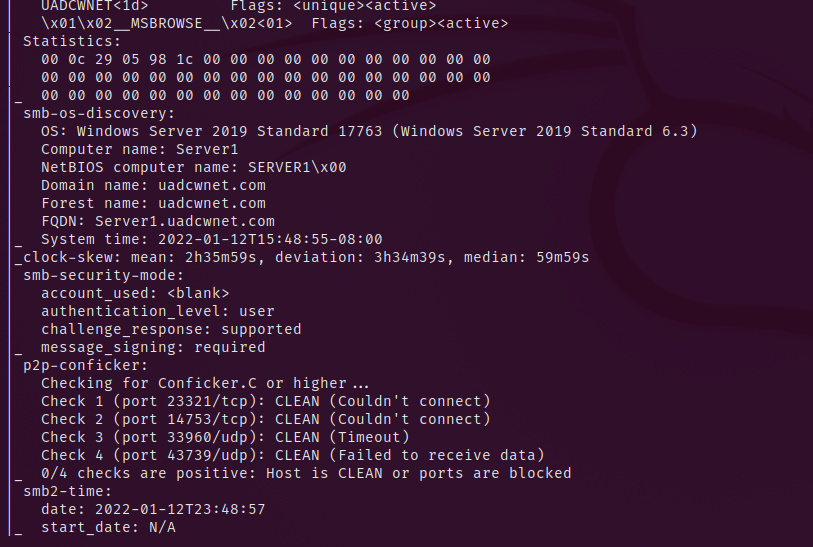 |   UADCWNET<1d>         Flags: <unique><active>
|   \x01\x02__MSBROWSE__\x02<01>  Flags: <group><active>
| Statistics:
|   00 0c 29 05 98 1c 00 00 00 00 00 00 00 00 00 00 00
|   00 00 00 00 00 00 00 00 00 00 00 00 00 00 00 00 00
|_  00 00 00 00 00 00 00 00 00 00 00 00 00 00
| smb-os-discovery:
|   OS: Windows Server 2019 Standard 17763 (Windows Server 2019 Standard 6.3)
|   Computer name: Server1
|   NetBIOS computer name: SERVER1\x00
|   Domain name: uadcwnet.com
|   Forest name: uadcwnet.com
|   FQDN: Server1.uadcwnet.com
|_  System time: 2022-01-12T15:48:55-08:00
|_clock-skew: mean: 2h35m59s, deviation: 3h34m39s, median: 59m59s
| smb-security-mode:
|   account_used: <blank>
|   authentication_level: user
|   challenge_response: supported
|_  message_signing: required
| p2p-conficker:
|   Checking for Conficker.C or higher...
|   Check 1 (port 23321/tcp): CLEAN (Couldn't connect)
|   Check 2 (port 14753/tcp): CLEAN (Couldn't connect)
|   Check 3 (port 33960/udp): CLEAN (Timeout)
|   Check 4 (port 43739/udp): CLEAN (Failed to receive data)
|_  0/4 checks are positive: Host is CLEAN or ports are blocked
| smb2-time:
|   date: 2022-01-12T23:48:57
|_  start_date: N/A